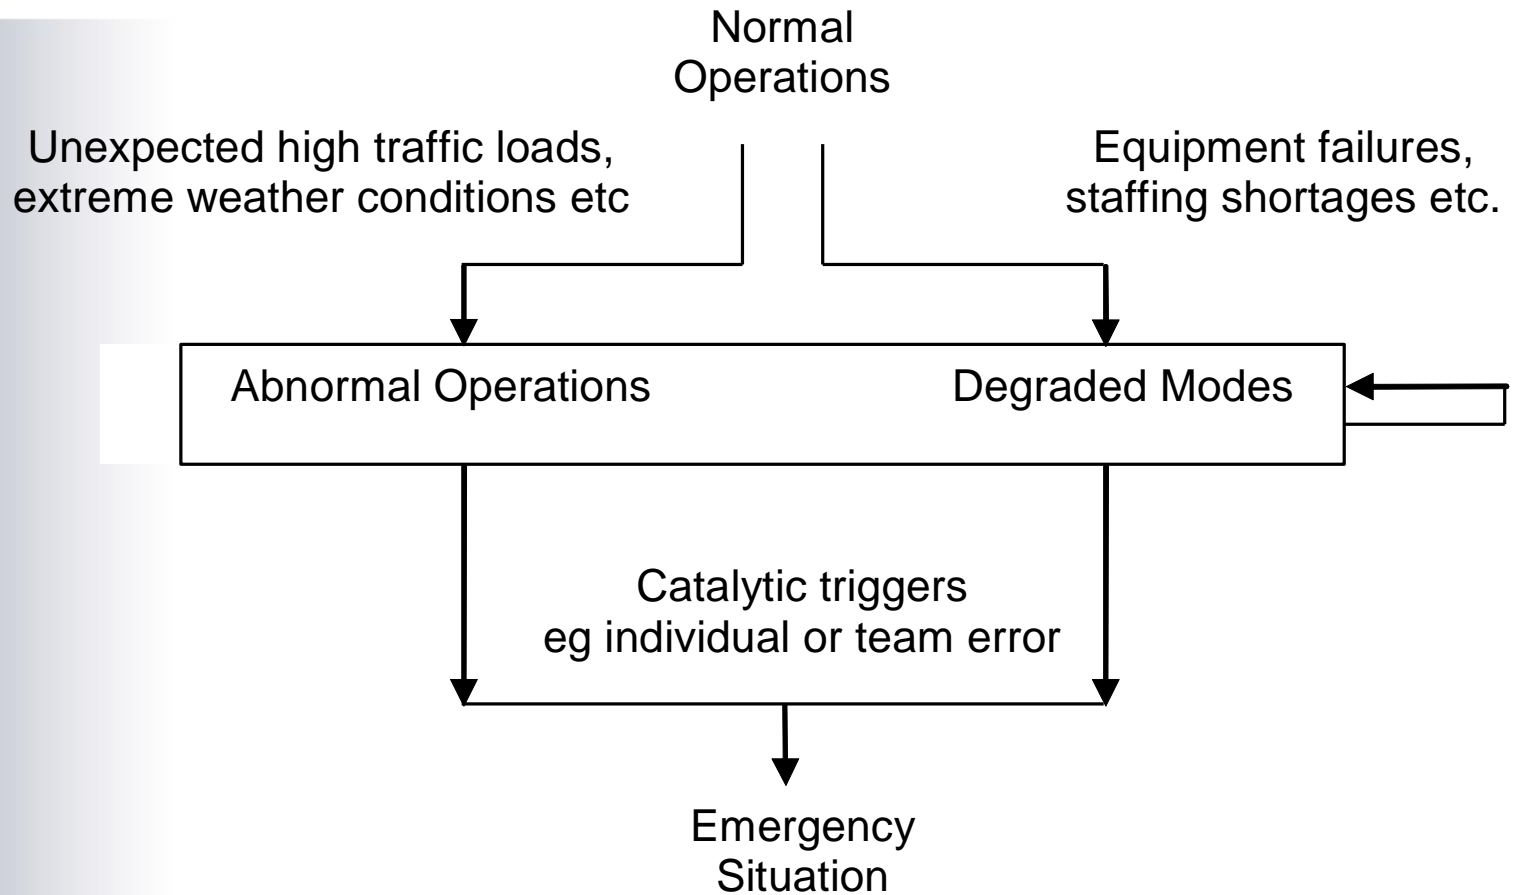 Normal
Operations
Unexpected high traffic loads,
extreme weather conditions etc
Equipment failures,
staffing shortages etc.
Abnormal Operations
Degraded Modes
Catalytic triggers
eg individual or team error
Emergency
Situation